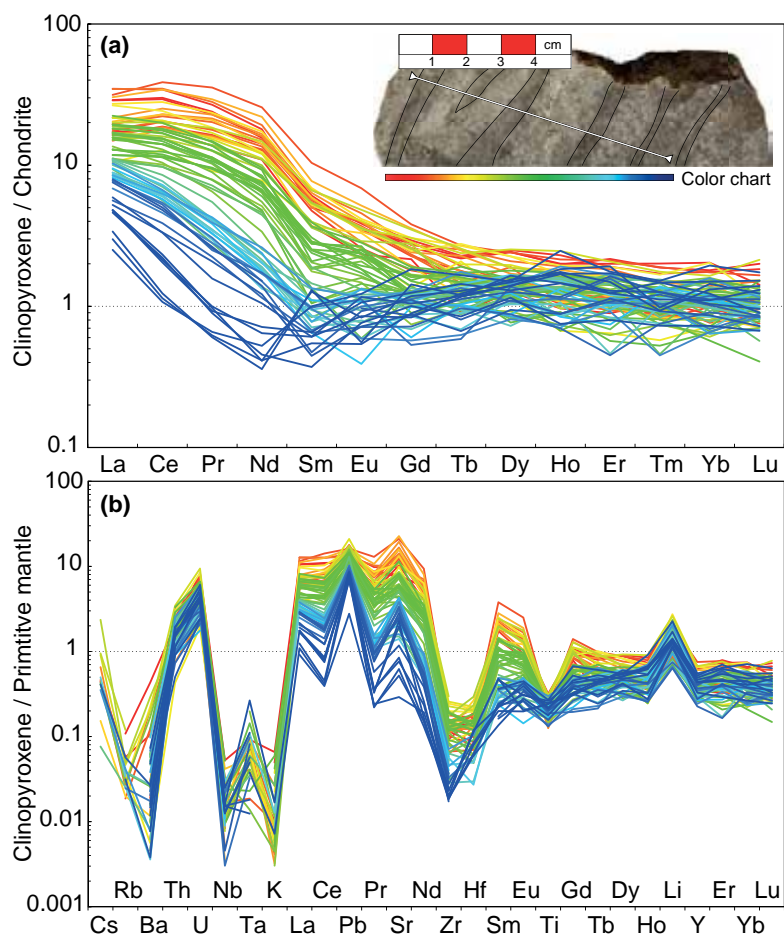 100
(a)
cm
1 2 3 4
10
Color chart
1
0.1
Clinopyroxene / Chondrite
La Ce Pr Nd Sm Eu Gd Tb Dy Ho Er Tm Yb Lu
100
(b)
10
1
0.1
0.01
0.001
Clinopyroxene / Primtitve mantle
Rb Th Nb K Ce Pr Nd Hf Eu Gd Dy Li Er Lu
Cs Ba U Ta La Pb Sr Zr Sm Ti Tb Ho Y Yb